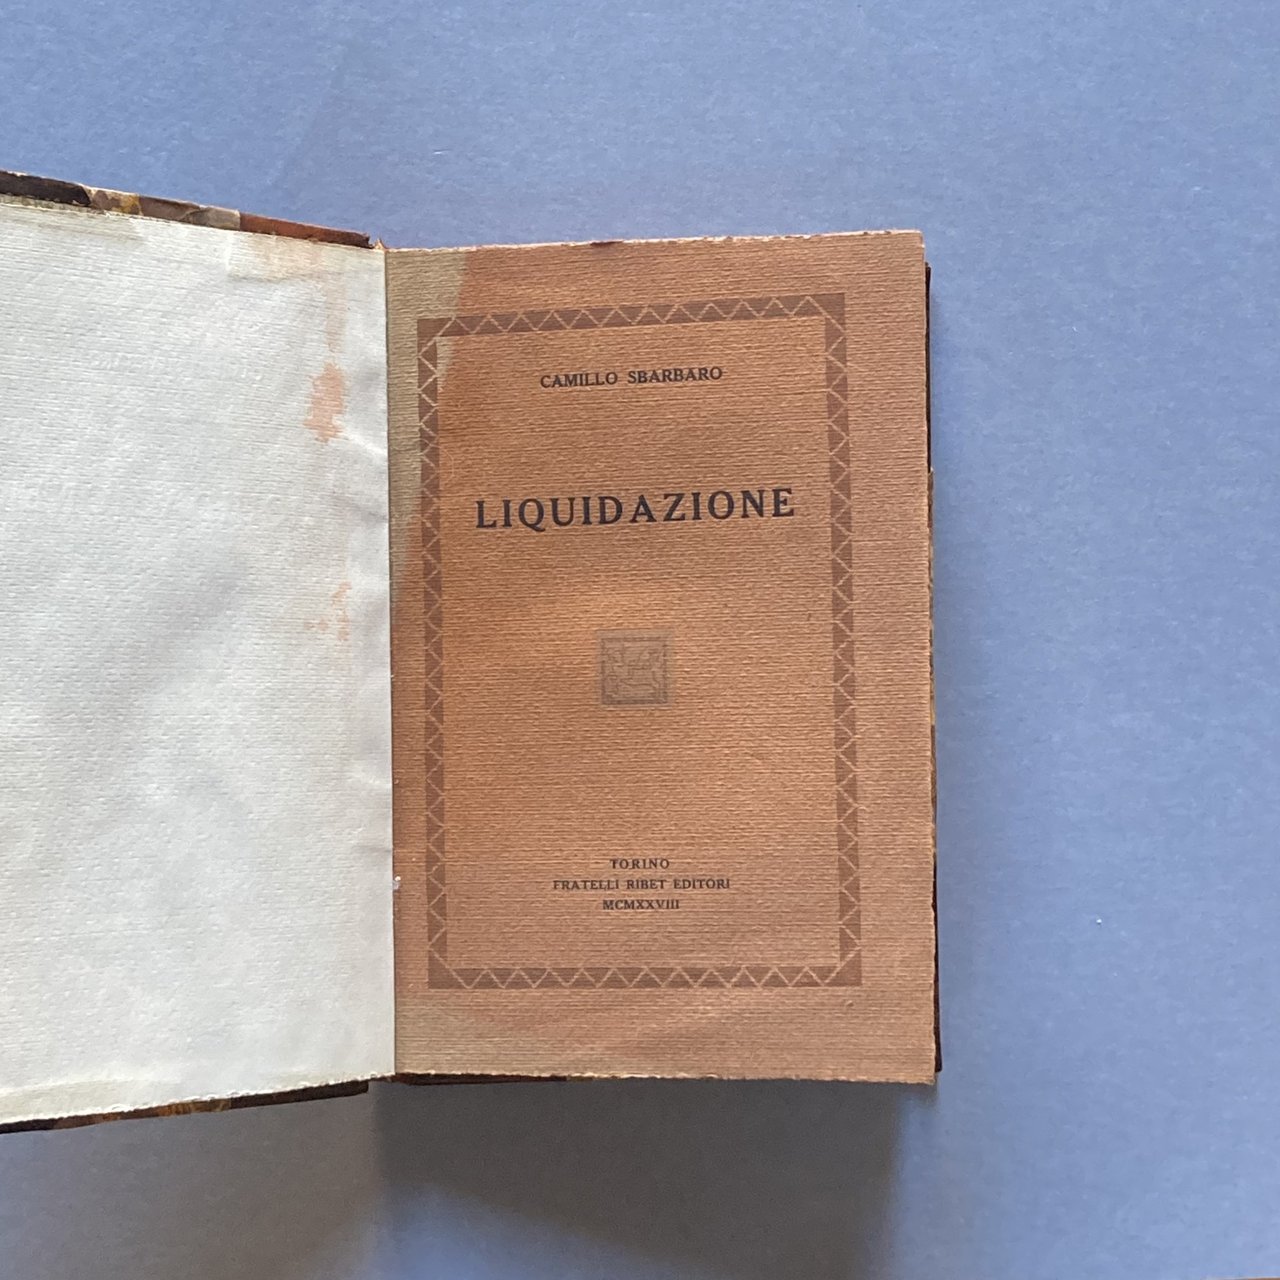 CAMILLO SBARBARO
LIQUIDAZIONE
TORINO
FRATELLI RIBET EDITORI
MCMXXVIII